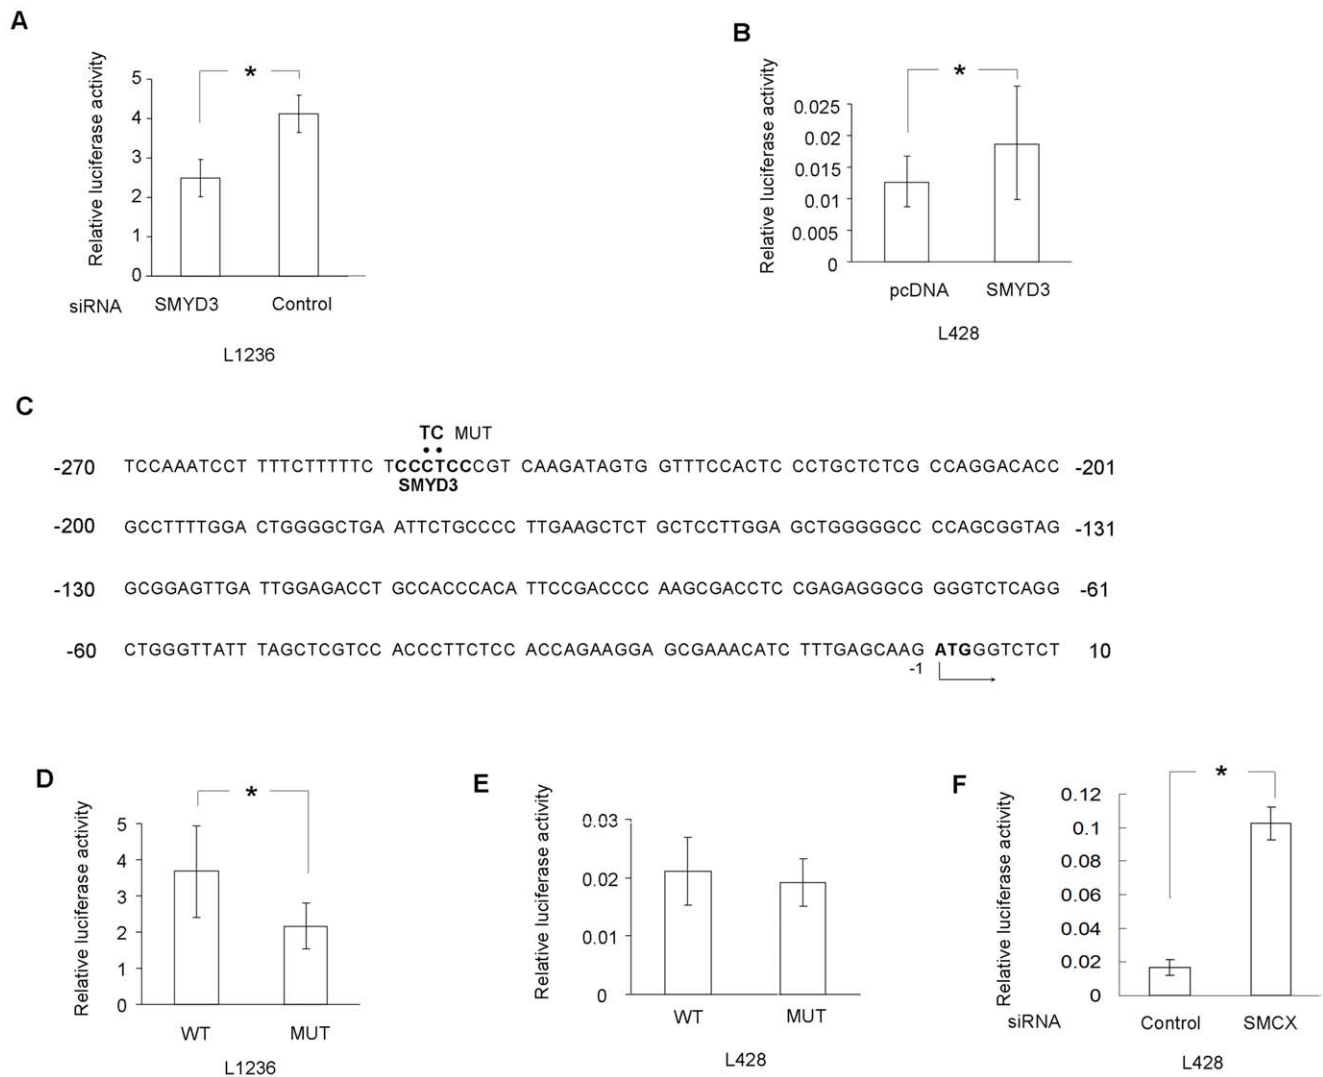 A
*
Relative luciferase activity
5
4
3
2
1
0
siRNA SMYD3 Control
L1236
B
*
Relative luciferase activity
0.025
0.02
0.015
0.01
0.005
0
pcDNA SMYD3
L428
C
TC MUT
-270 TCCAAATCCT TTTCTTTTTC TCCCTCCCGT CAAGATAGTG GTTTCCACTC CCTGCTCTCG CCAGGACACC -201
SMYD3
-200 GCCTTTTGGA CTGGGGCTGA ATTCTGCCCC TTGAAGCTCT GCTCCTTGGA GCTGGGGGCC CCAGCGGTAG -131
-130 GCGGAGTTGA TTGGAGACCT GCCACCCACA TTCCGACCCC AAGCGACCTC CGAGAGGGCG GGGTCTCAGG -61
-60 CTGGGTTATT TAGCTCGTCC ACCCTTCTCC ACCAGAAGGA GCGAAACATC TTTGAGCAAG ATGGGTCTCT 10
-1
D
*
Relative luciferase activity
5
4
3
2
1
0
WT MUT
L1236
E
Relative luciferase activity
0.03
0.02
0.01
0
WT MUT
L428
F
*
Relative luciferase activity
0.12
0.1
0.08
0.06
0.04
0.02
0
siRNA Control SMCX
L428